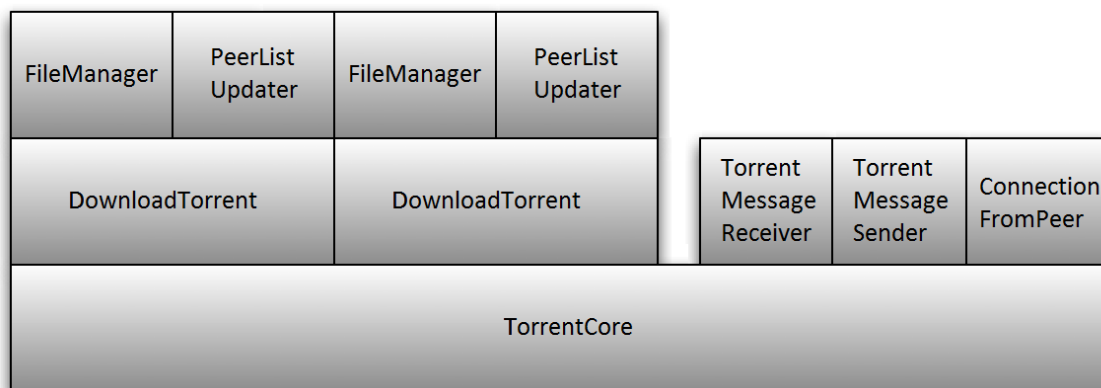 FileManager
PeerList
Updater
FileManager
PeerList
Updater
DownloadTorrent
DownloadTorrent
Torrent
Message
Receiver
Torrent
Message
Sender
Connection
FromPeer
TorrentCore